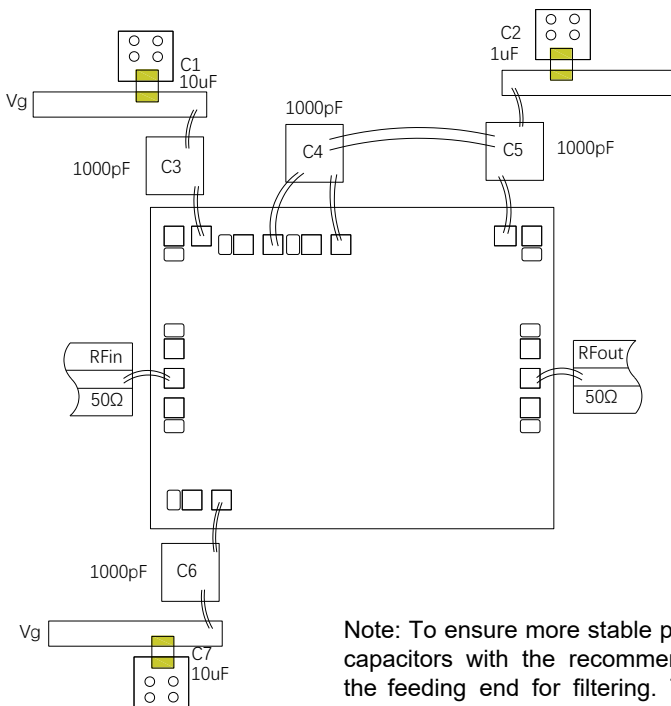 C1
10uF
Vg
C2
1uF
1000pF
C3
1000pF
C4
C5
1000pF
RFin
50Ω
RFout
50Ω
1000pF
C6
Vg
C7
10uF
Note: To ensure more stable
capacitors with the
the feeding end for filtering.